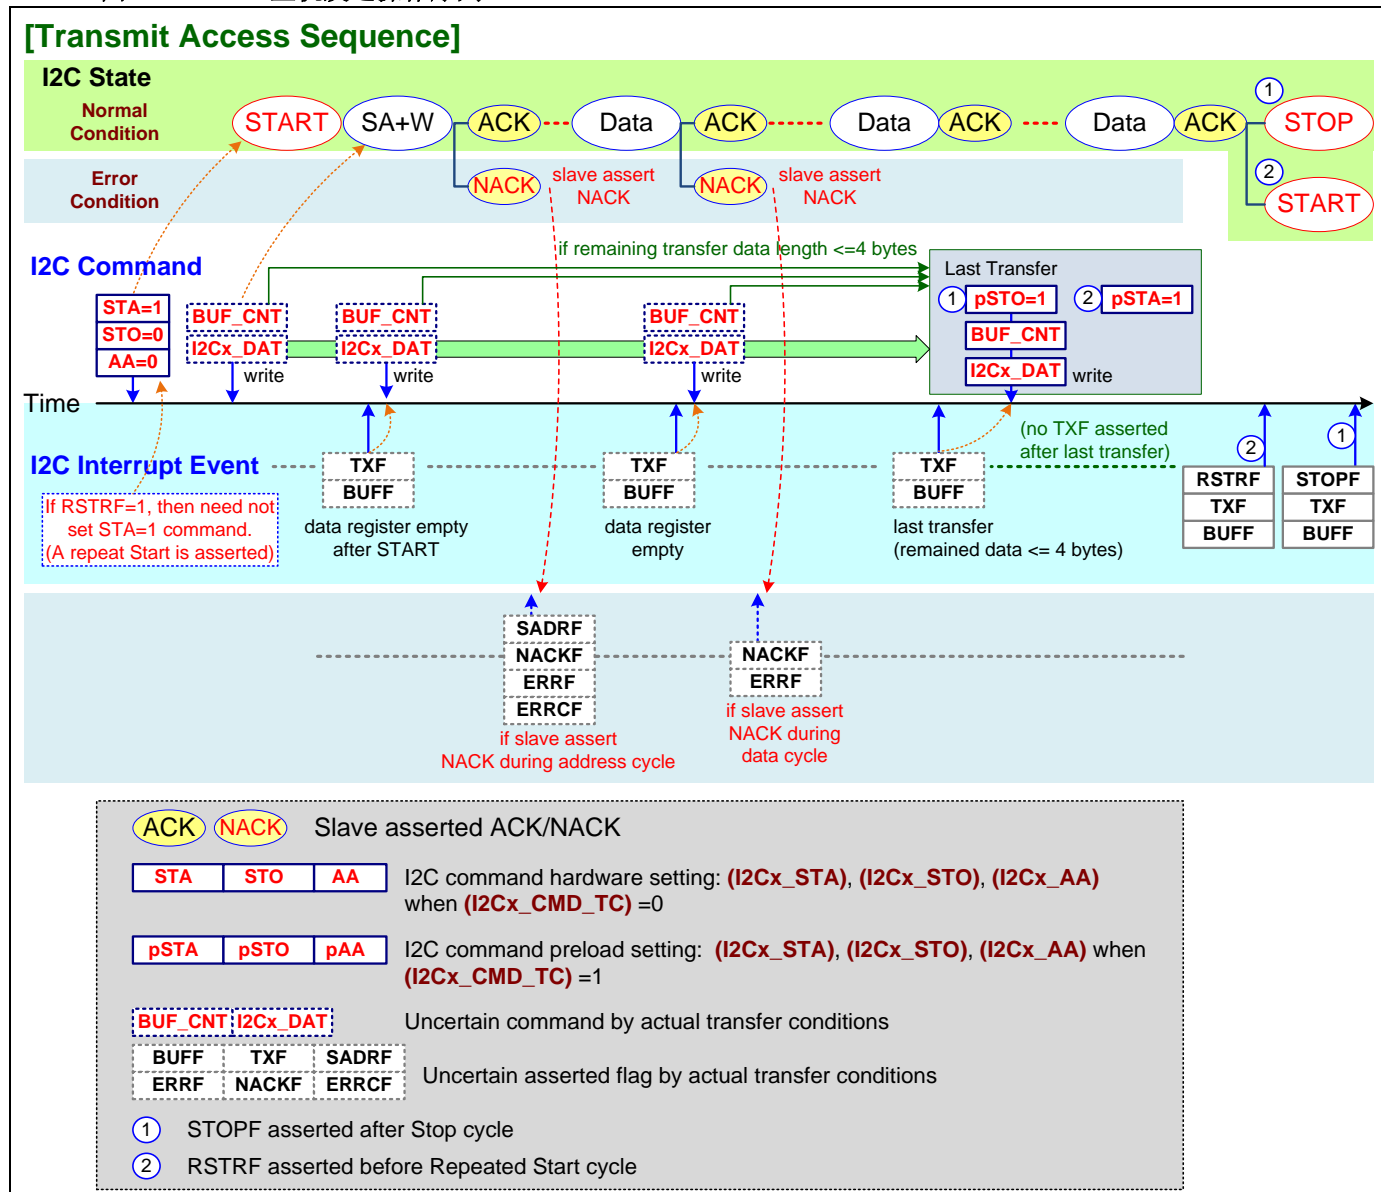 [Transmit Access Sequence]
I2C State
Normal
Condition
START
SA+W
ACK
Data
ACK
Data
ACK
Data
ACK
1
STOP
Error
Condition
NACK
slave assert
NACK
NACK
slave assert
NACK
2
START
if remaining transfer data length <=4 bytes
I2C Command
STA=1
STO=0
AA=0
BUF_CNT
I2Cx_DAT
write
BUF_CNT
I2Cx_DAT
write
BUF_CNT
I2Cx_DAT
write
Last Transfer
1
pSTO=1
2
pSTA=1
BUF_CNT
I2Cx_DAT
write
Time
I2C Interrupt Event
If RSTRF=1, then need not
set STA=1 command.
(A repeat Start is asserted)
TXF
BUFF
data register empty
after START
TXF
BUFF
data register
empty
TXF
BUFF
last transfer
(remained data <= 4 bytes)
(no TXF asserted
after last transfer)
2
RSTRF
TXF
BUFF
1
STOPF
TXF
BUFF
SADRF
NACKF
ERRF
ERRCF
if slave assert
NACK during address cycle
NACKF
ERRF
if slave assert
NACK during
data cycle
ACK NACK Slave asserted ACK/NACK
STA STO AA I2C command hardware setting: (I2Cx_STA), (I2Cx_STO), (I2Cx_AA)
when (I2Cx_CMD_TC) =0
pSTA pSTO pAA I2C command preload setting: (I2Cx_STA), (I2Cx_STO), (I2Cx_AA) when
(I2Cx_CMD_TC) =1
BUF_CNT I2Cx_DAT Uncertain command by actual transfer conditions
BUFF TXF SADRF
ERRF NACKF ERRCF
Uncertain asserted flag by actual transfer conditions
1 STOPF asserted after Stop cycle
2 RSTRF asserted before Repeated Start cycle